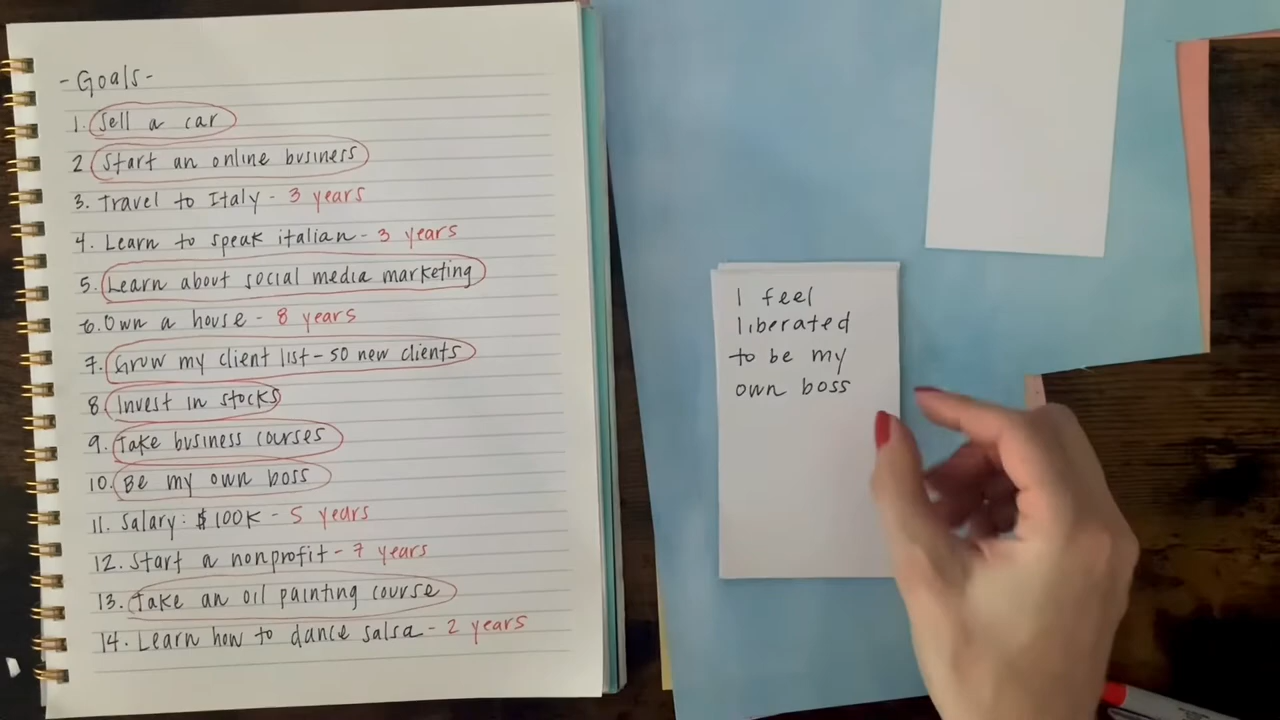 -Goals-
1. Sell a car
2 Start an online business
3. Travel to Italy - 3 years
4. Learn to speak italian - 3 years
5. Learn about social media marketing
6. Own a house - 8 years
7. Grow my client list - 50 new clients
8 Invest in stocks
9. Take business courses
10. Be my own boss
11. Salary: $100K - 5 years
12. Start a nonprofit - 7 years
13. Take an oil painting course
14. Learn how to dance salsa - 2 years
I feel
liberated
to be my
own boss